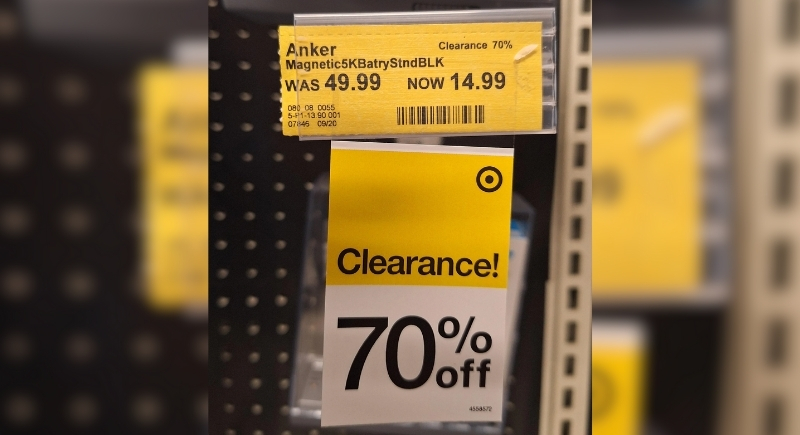 Anker
Clearance 70%
Magnetic5KBatryStndBLK
WAS 49.99 NOW 14.99
080 08 0055
5-P1-13.90 001
07846 09/20
Clearance!
70%
off